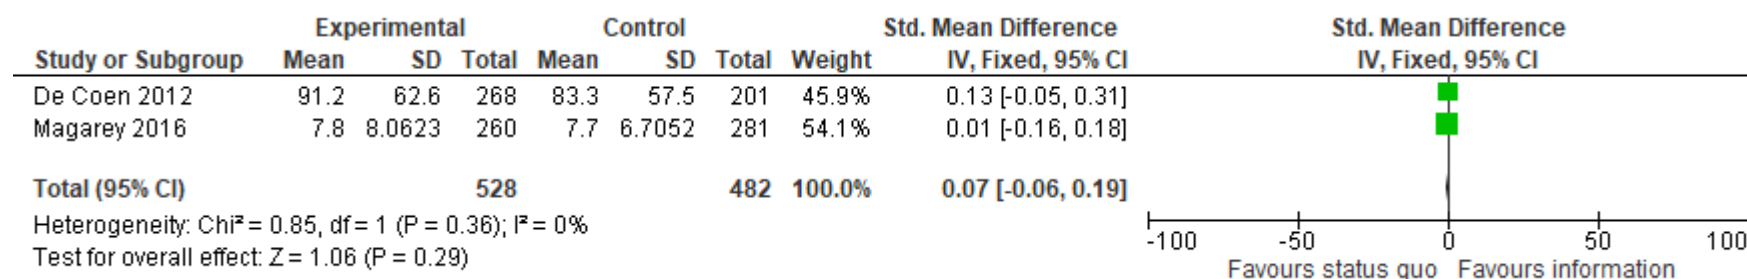 Experimental Control Std. Mean Difference Std. Mean Difference
Study or Subgroup Mean SD Total Mean SD Total Weight IV, Fixed, 95% CI IV, Fixed, 95% CI
De Coen 2012 91.2 62.6 268 83.3 57.5 201 45.9% 0.13 [-0.05, 0.31]
Magarey 2016 7.8 8.0623 260 7.7 6.7052 281 54.1% 0.01 [-0.16, 0.18]
Total (95% CI) 528 482 100.0% 0.07 [-0.06, 0.19]
Heterogeneity: Chi² = 0.85, df = 1 (P = 0.36); I² = 0%
Test for overall effect: Z = 1.06 (P = 0.29)
-100 -50 0 50 100
Favours status quo Favours information